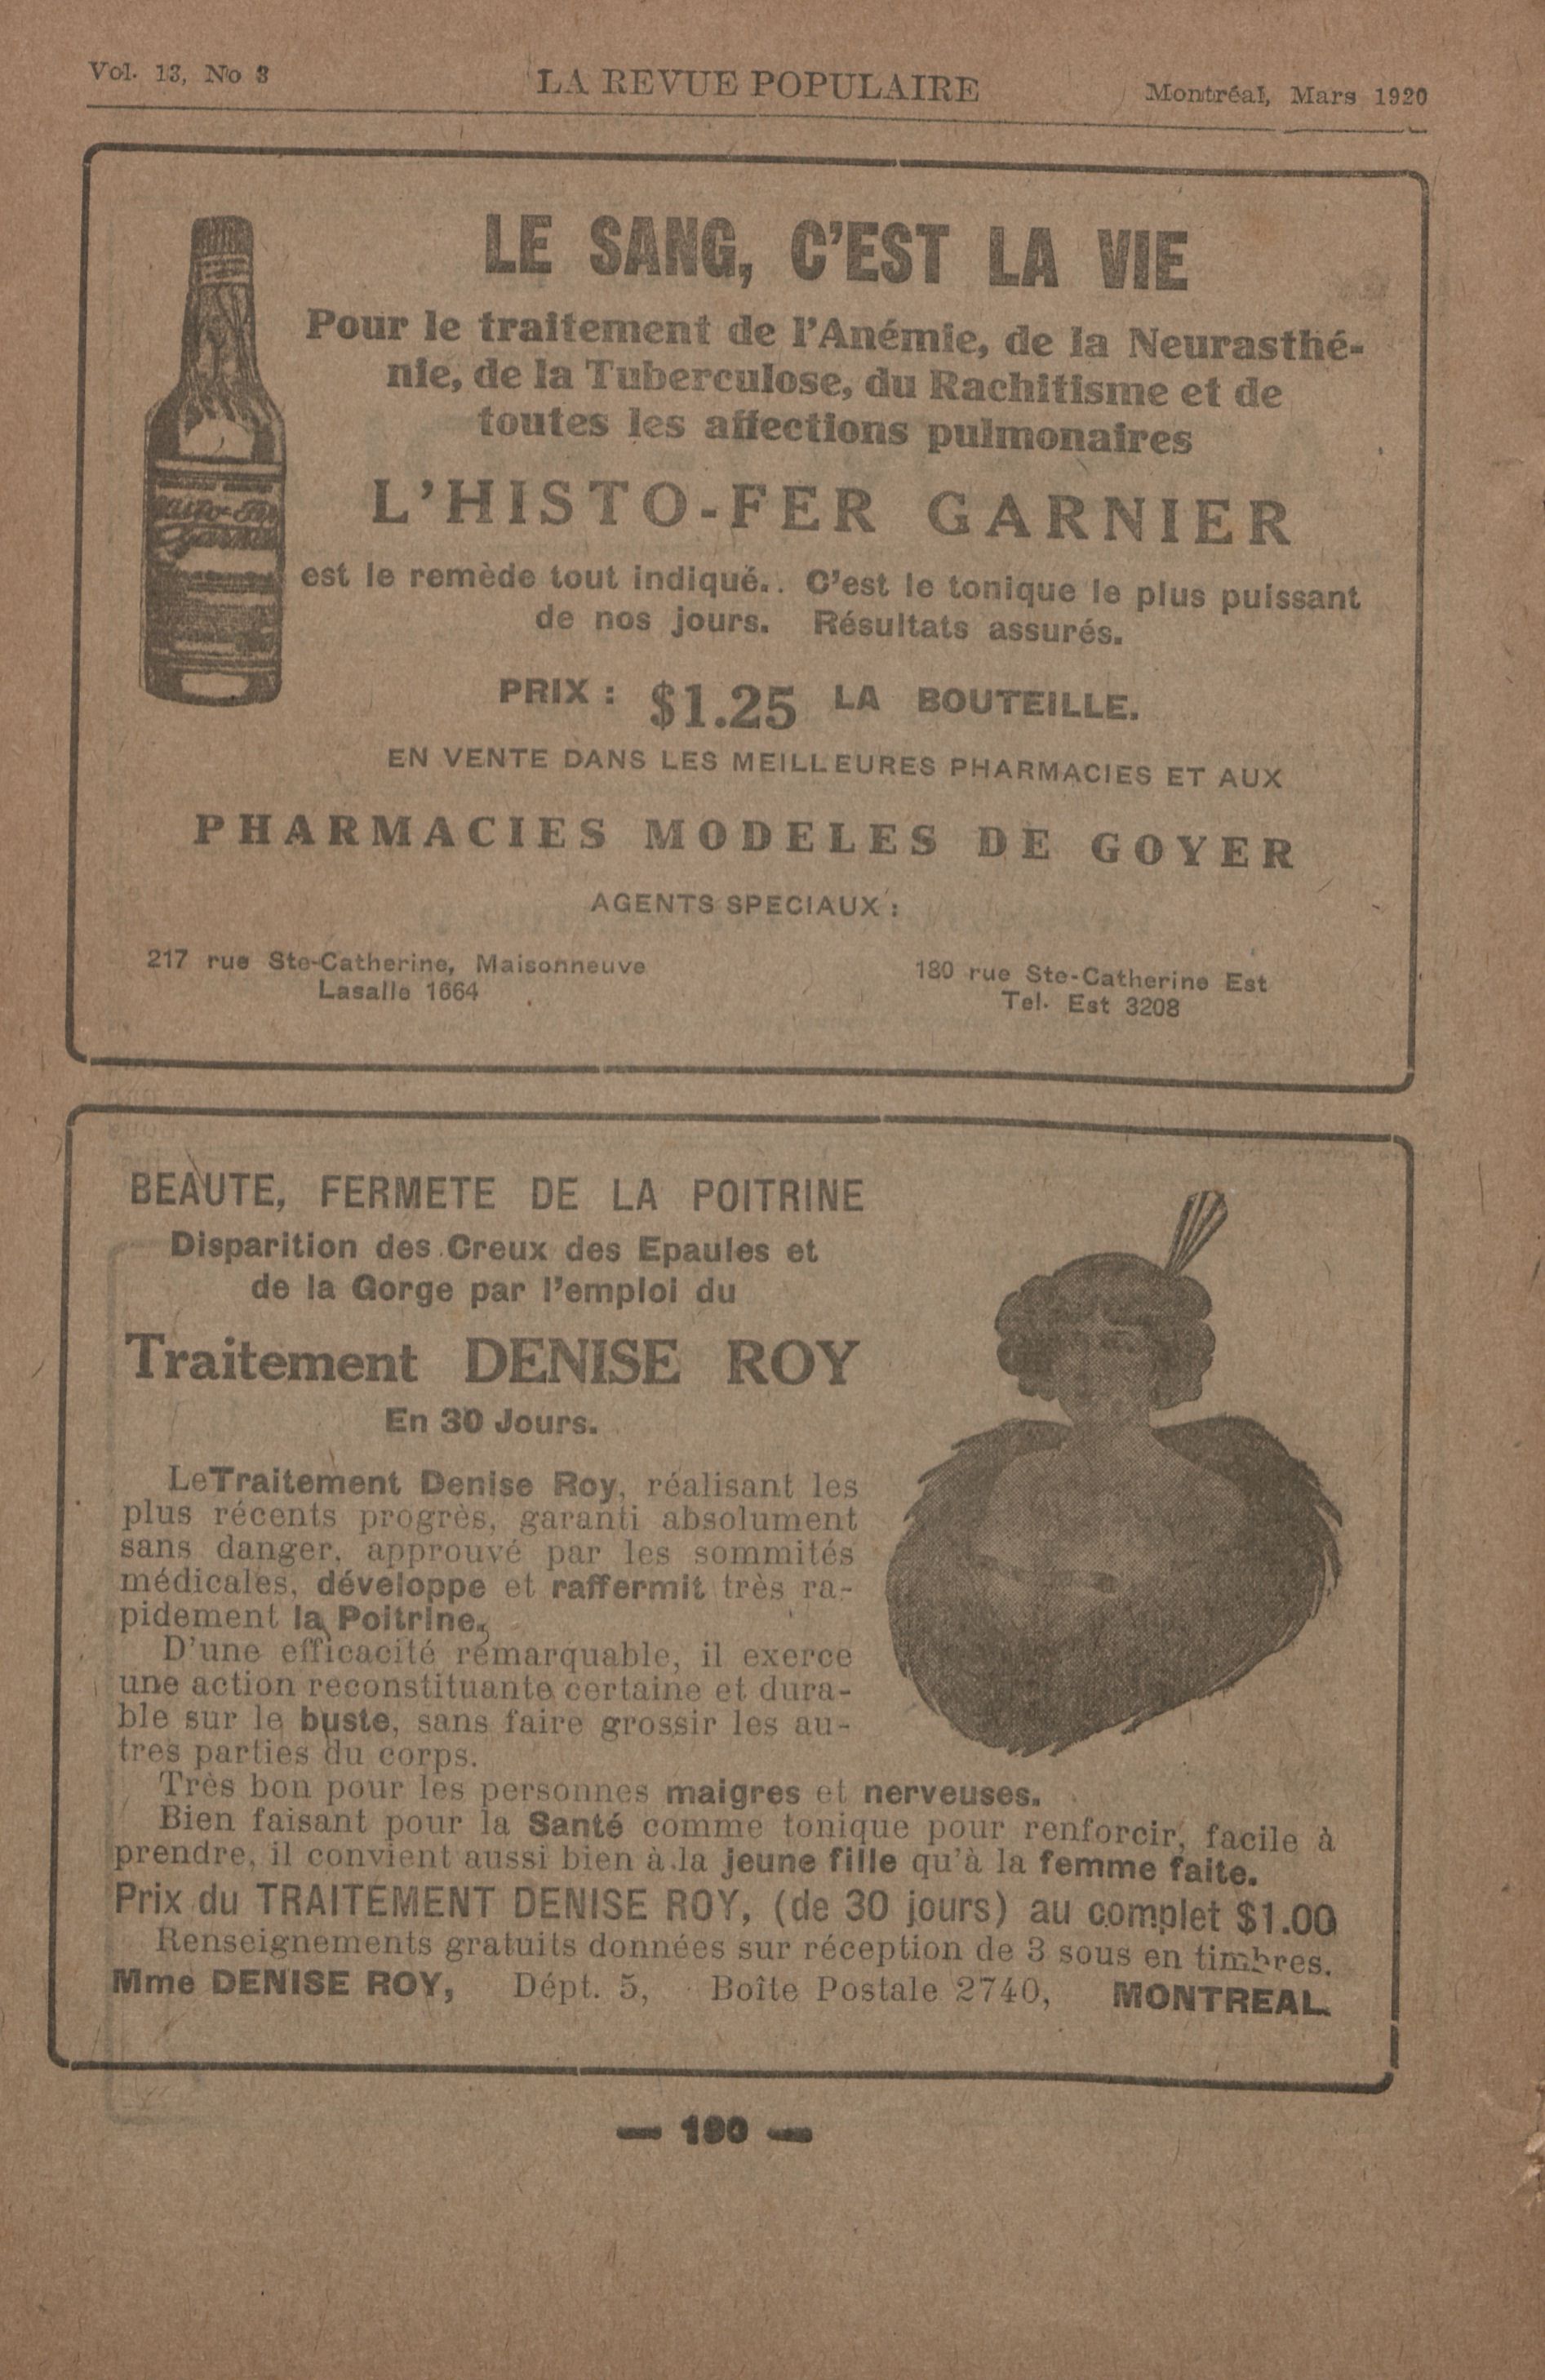 Vol. 13, No 3 LA REVUE POPULAIRE Montréal, Mars 1920
LE SANG, C'EST LA VIE
Pour le traitement de l'Anémie, de la Neurasthé-
nie, de la Tuberculose, du Rachitisme et de
toutes les affections pulmonaires
L'HISTO-FER GARNIER
est le remède tout indiqué.. C'est le tonique le plus puissant
de nos jours. Résultats assurés.
PRIX : $1.25 LA BOUTEILLE.
EN VENTE DANS LES MEILLEURES PHARMACIES ET AUX
PHARMACIES MODELES DE GOYER
AGENTS SPECIAUX :
217 rue Ste-Catherine, Maisonneuve
Lasalle 1664
180 rue Ste-Catherine Est
Tel. Est 3208
BEAUTE, FERMETE DE LA POITRINE
Disparition des Creux des Epaules et
de la Gorge par l'emploi du
Traitement DENISE ROY
En 30 Jours.
Le Traitement Denise Roy, réalisant les
plus récents progrès, garanti absolument
sans danger, approuvé par les sommités
médicales, développe et raffermit très ra-
pidement la Poitrine.
D'une efficacité remarquable, il exerce
une action reconstituante certaine et dura-
ble sur le buste, sans faire grossir les au-
tres parties du corps.
Très bon pour les personnes maigres et nerveuses.
Bien faisant pour la Santé comme tonique pour renforcir, facile à
prendre, il convient aussi bien à la jeune fille qu'à la femme faite.
Prix du TRAITEMENT DENISE ROY, (de 30 jours) au complet $1.00
Renseignements gratuits données sur réception de 3 sous en timbres.
Mme DENISE ROY, Dépt. 5, Boîte Postale 2740, MONTREAL
— 190 —